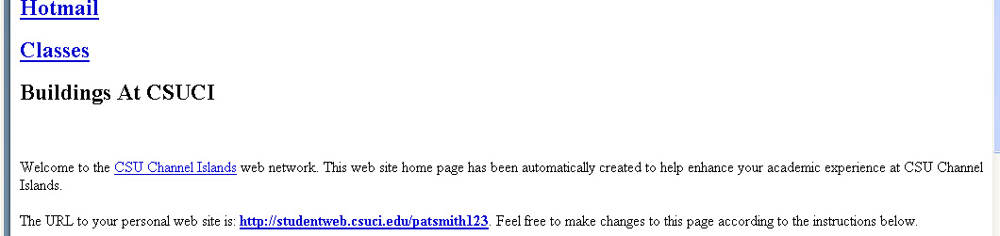 Hotmail
Classes
Buildings At CSUCI
Welcome to the CSU Channel Islands web network. This web site home page has been automatically created to help enhance your academic experience at CSU Channel
Islands.
The URL to your personal web site is: http://studentweb.csuci.edu/patsmith123. Feel free to make changes to this page according to the instructions below.